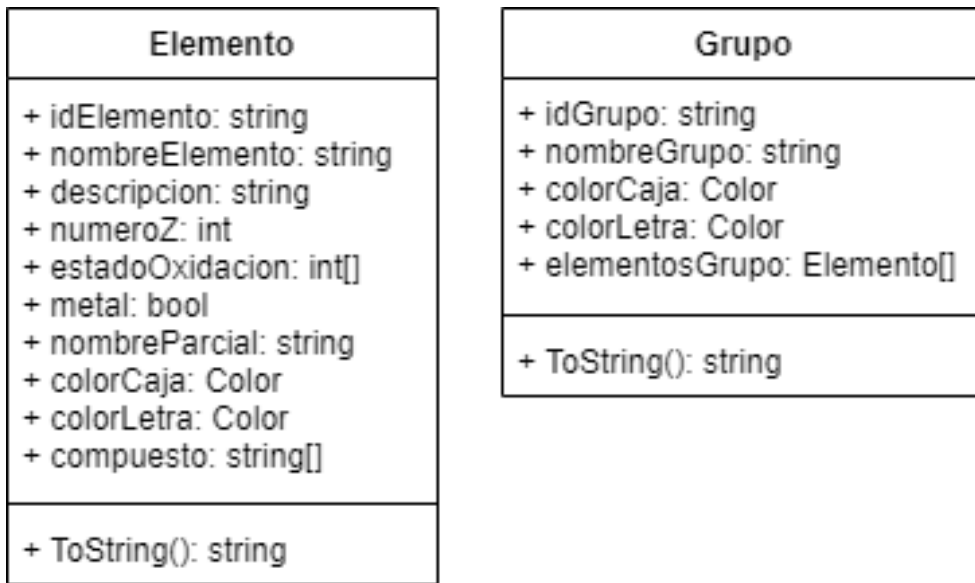 Elemento
+ idElemento: string
+ nombreElemento: string
+ descripcion: string
+ numeroZ: int
+ estadoOxidacion: int[]
+ metal: bool
+ nombreParcial: string
+ colorCaja: Color
+ colorLetra: Color
+ compuesto: string[]
+ ToString(): string
Grupo
+ idGrupo: string
+ nombreGrupo: string
+ colorCaja: Color
+ colorLetra: Color
+ elementosGrupo: Elemento[]
+ ToString(): string